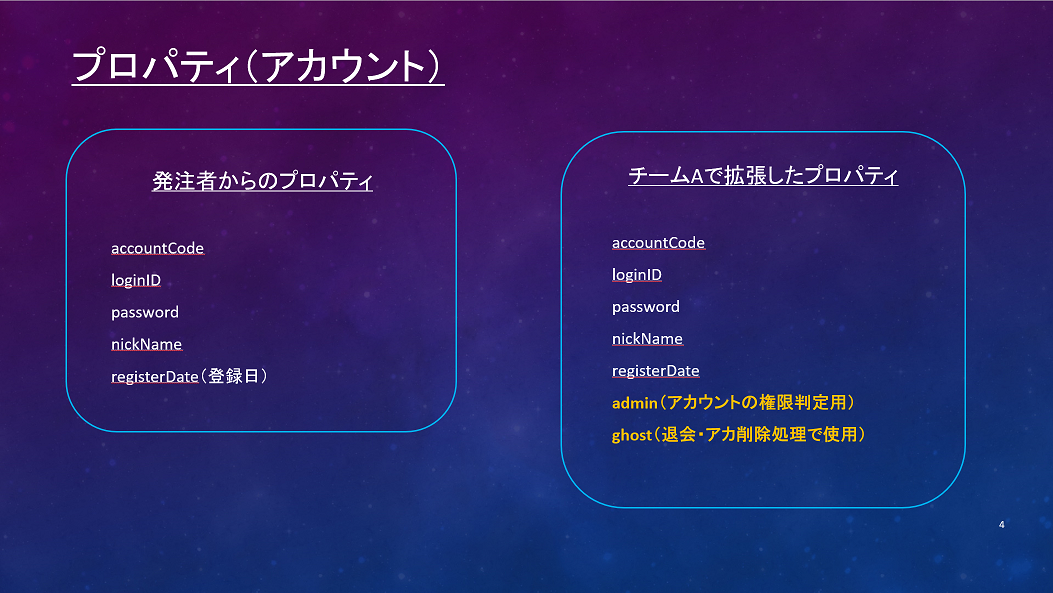 プロパティ（アカウント）
発注者からのプロパティ
accountCode
loginID
password
nickName
registerDate（登録日）
チームAで拡張したプロパティ
accountCode
loginID
password
nickName
registerDate
admin（アカウントの権限判定用）
ghost（退会・アカ削除処理で使用）
4